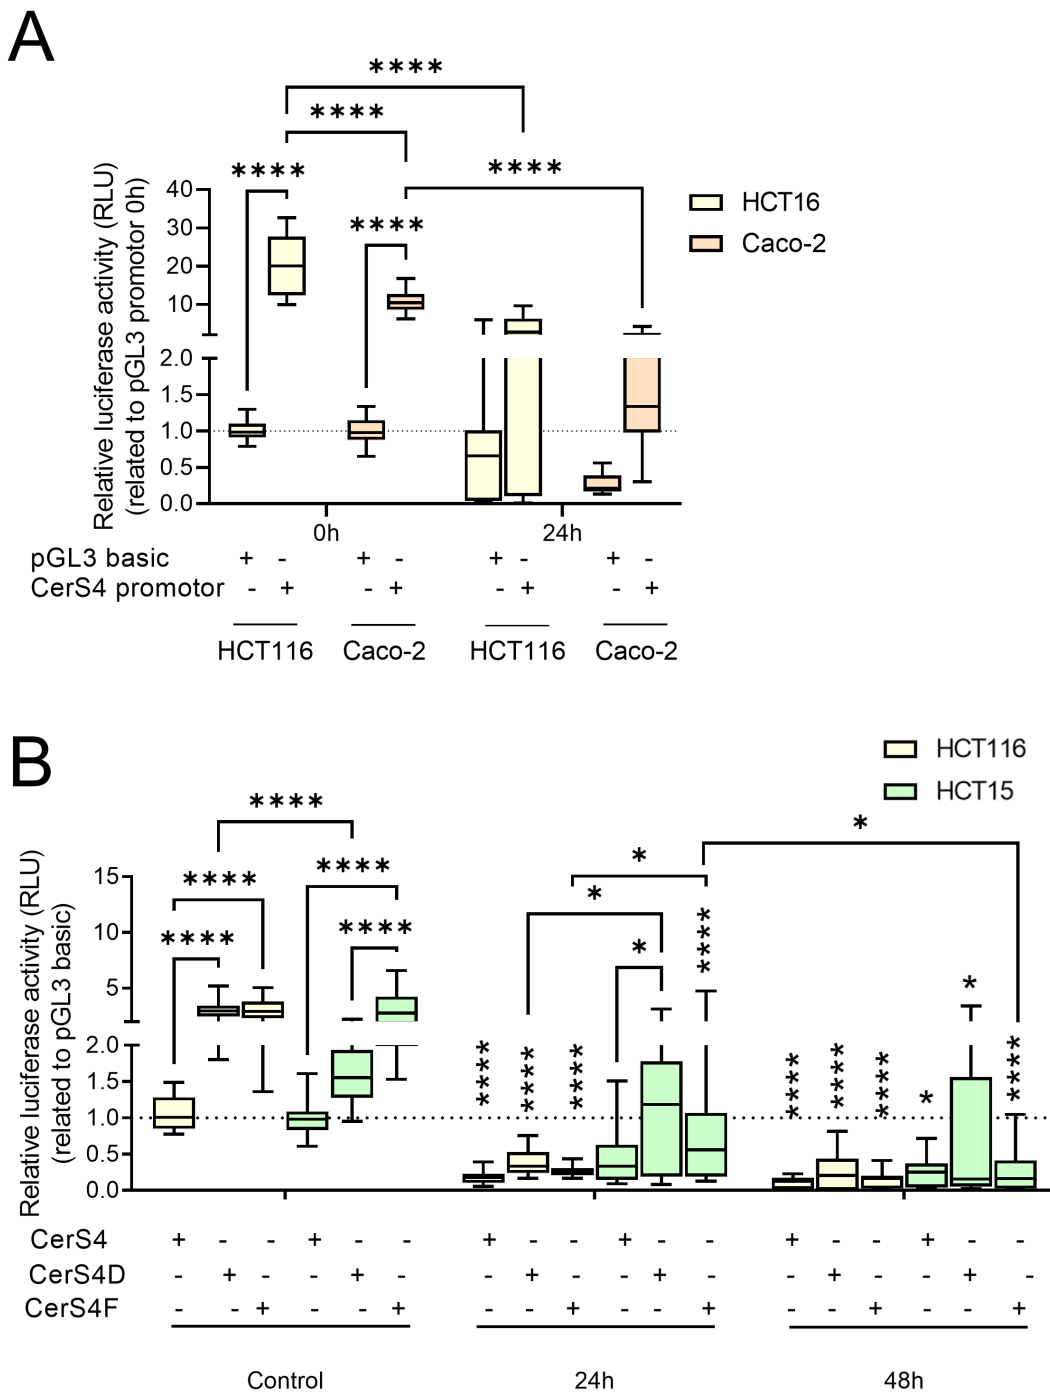 A
****
****
****
****
****
40
30
20
10
2.0
1.5
1.0
0.5
0.0
Relative luciferase activity (RLU)
(related to pGL3 promotor 0h)
HCT16
Caco-2
0h 24h
pGL3 basic + - + - + - + -
CerS4 promotor - + - + - + - +
HCT116 Caco-2 HCT116 Caco-2
B
HCT116
HCT15
****
****
****
****
****
*
*
*
*
****
****
****
****
****
****
****
*
*
****
15
10
5
2.0
1.5
1.0
0.5
0.0
Relative luciferase activity (RLU)
(related to pGL3 basic)
CerS4 + - - + - - + - - + - - + - - + - -
CerS4D - + - - + - - + - - + - - + - - + -
CerS4F - - + - - + - - + - - + - - + - - +
Control 24h 48h